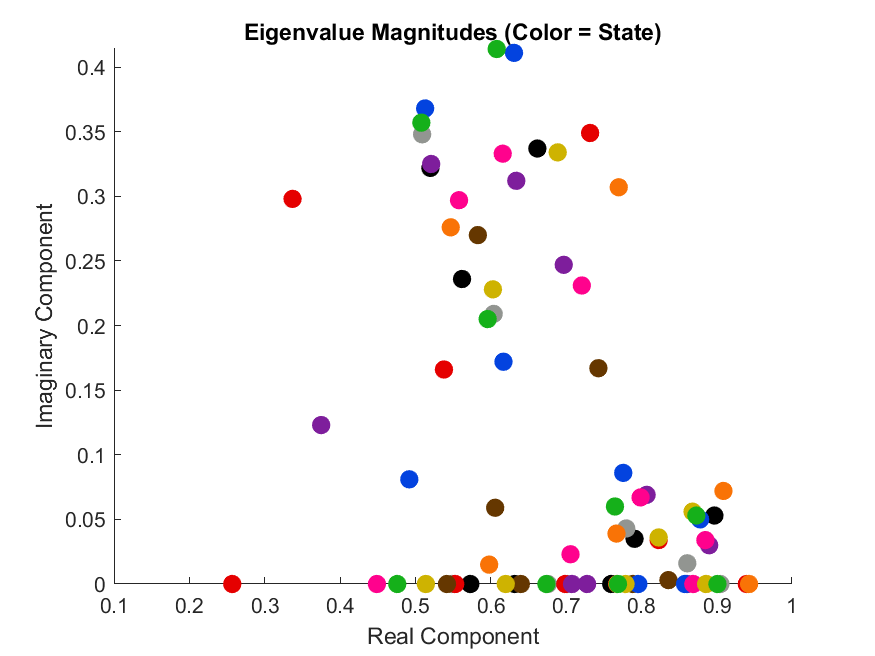 Eigenvalue Magnitudes (Color = State)
0.4
0.35
0.3
0.25
0.2
0.15
0.1
0.05
0
Imaginary Component
0.1 0.2 0.3 0.4 0.5 0.6 0.7 0.8 0.9 1
Real Component